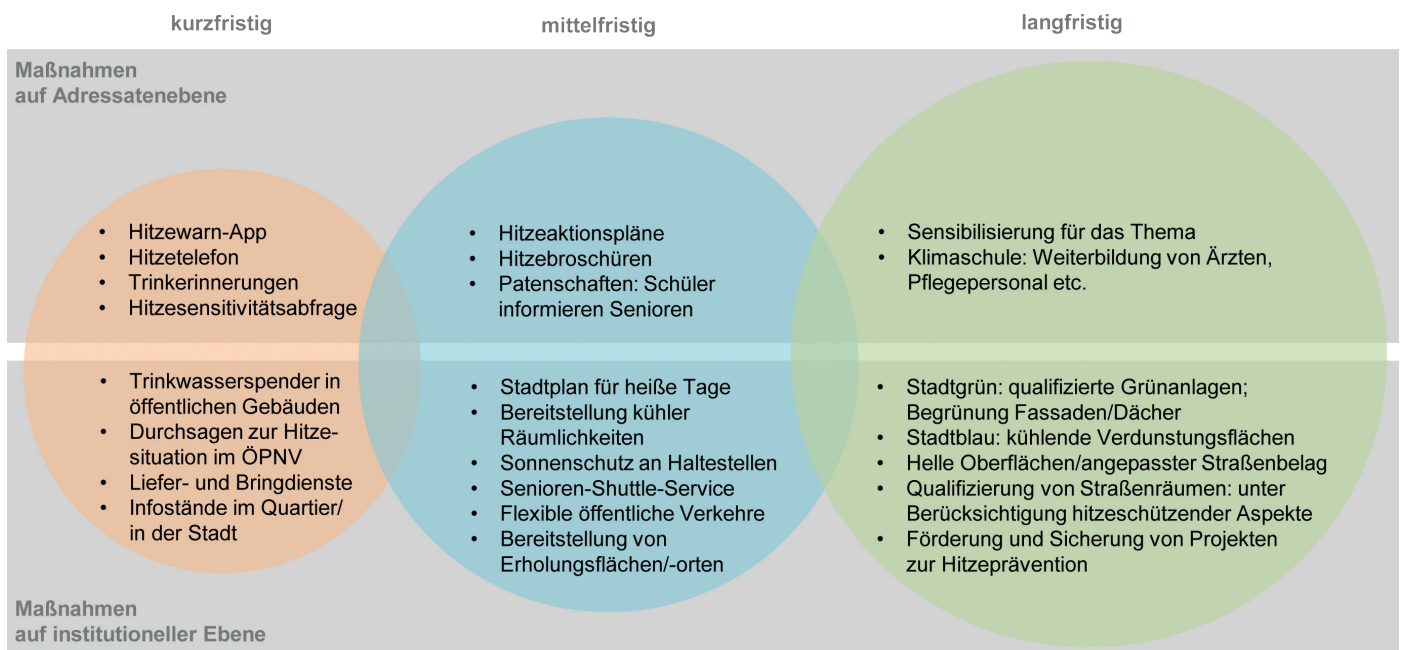 kurzfristig
mittelfristig
langfristig
Maßnahmen
auf Adressatenebene
• Hitzewarn-App
• Hitzetelefon
• Trinkerinnerungen
• Hitzesensitivitätsabfrage
• Hitzeaktionspläne
• Hitzebroschüren
• Patenschaften: Schüler
informieren Senioren
• Sensibilisierung für das Thema
• Klimaschule: Weiterbildung von Ärzten,
Pflegepersonal etc.
• Trinkwasserspender in
öffentlichen Gebäuden
• Durchsagen zur Hitze-
situation im ÖPNV
• Liefer- und Bringdienste
• Infostände im Quartier/
in der Stadt
• Stadtplan für heiße Tage
• Bereitstellung kühler
Räumlichkeiten
• Sonnenschutz an Haltestellen
• Senioren-Shuttle-Service
• Flexible öffentliche Verkehre
• Bereitstellung von
Erholungsflächen/-orten
• Stadtgrün: qualifizierte Grünanlagen;
Begrünung Fassaden/Dächer
• Stadtblau: kühlende Verdunstungsflächen
• Helle Oberflächen/angepasster Straßenbelag
• Qualifizierung von Straßenräumen: unter
Berücksichtigung hitzeschützender Aspekte
• Förderung und Sicherung von Projekten
zur Hitzeprävention
Maßnahmen
auf institutioneller Ebene